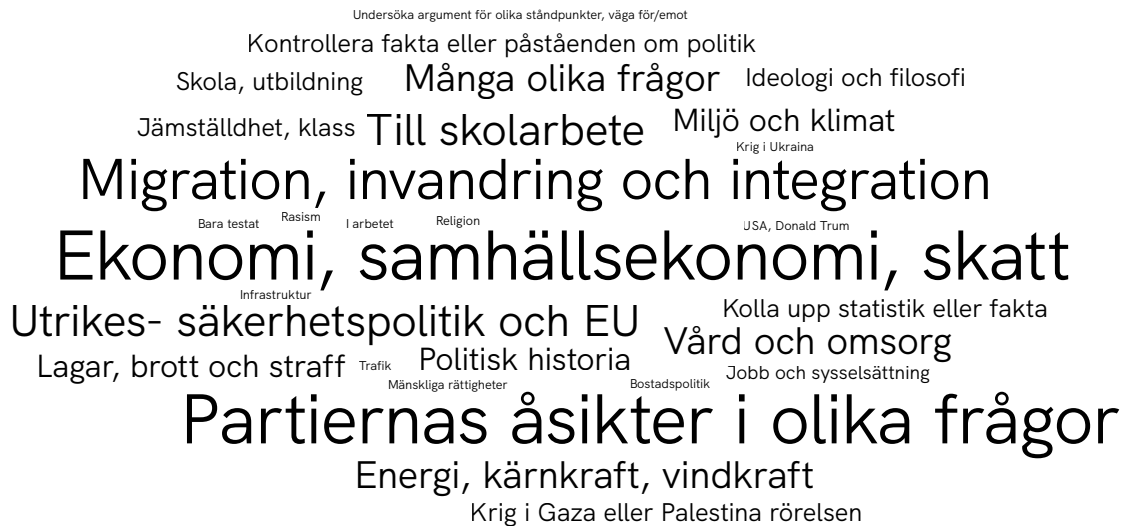 Undersöka argument för olika ståndpunkter, väga för/emot
Kontrollera fakta eller påståenden om politik
Skola, utbildning
Många olika frågor
Ideologi och filosofi
Jämställdhet, klass
Till skolarbete
Miljö och klimat
Krig i Ukraina
Migration, invandring och integration
Bara testat
Rasism
I arbetet
Religion
USA, Donald Trum
Ekonomi, samhällsekonomi, skatt
Infrastruktur
Utrikes- säkerhetspolitik och EU
Kolla upp statistik eller fakta
Vård och omsorg
Lagar, brott och straff
Trafik
Politisk historia
Jobb och sysselsättning
Mänskliga rättigheter
Bostadspolitik
Partiernas åsikter i olika frågor
Energi, kärnkraft, vindkraft
Krig i Gaza eller Palestina rörelsen